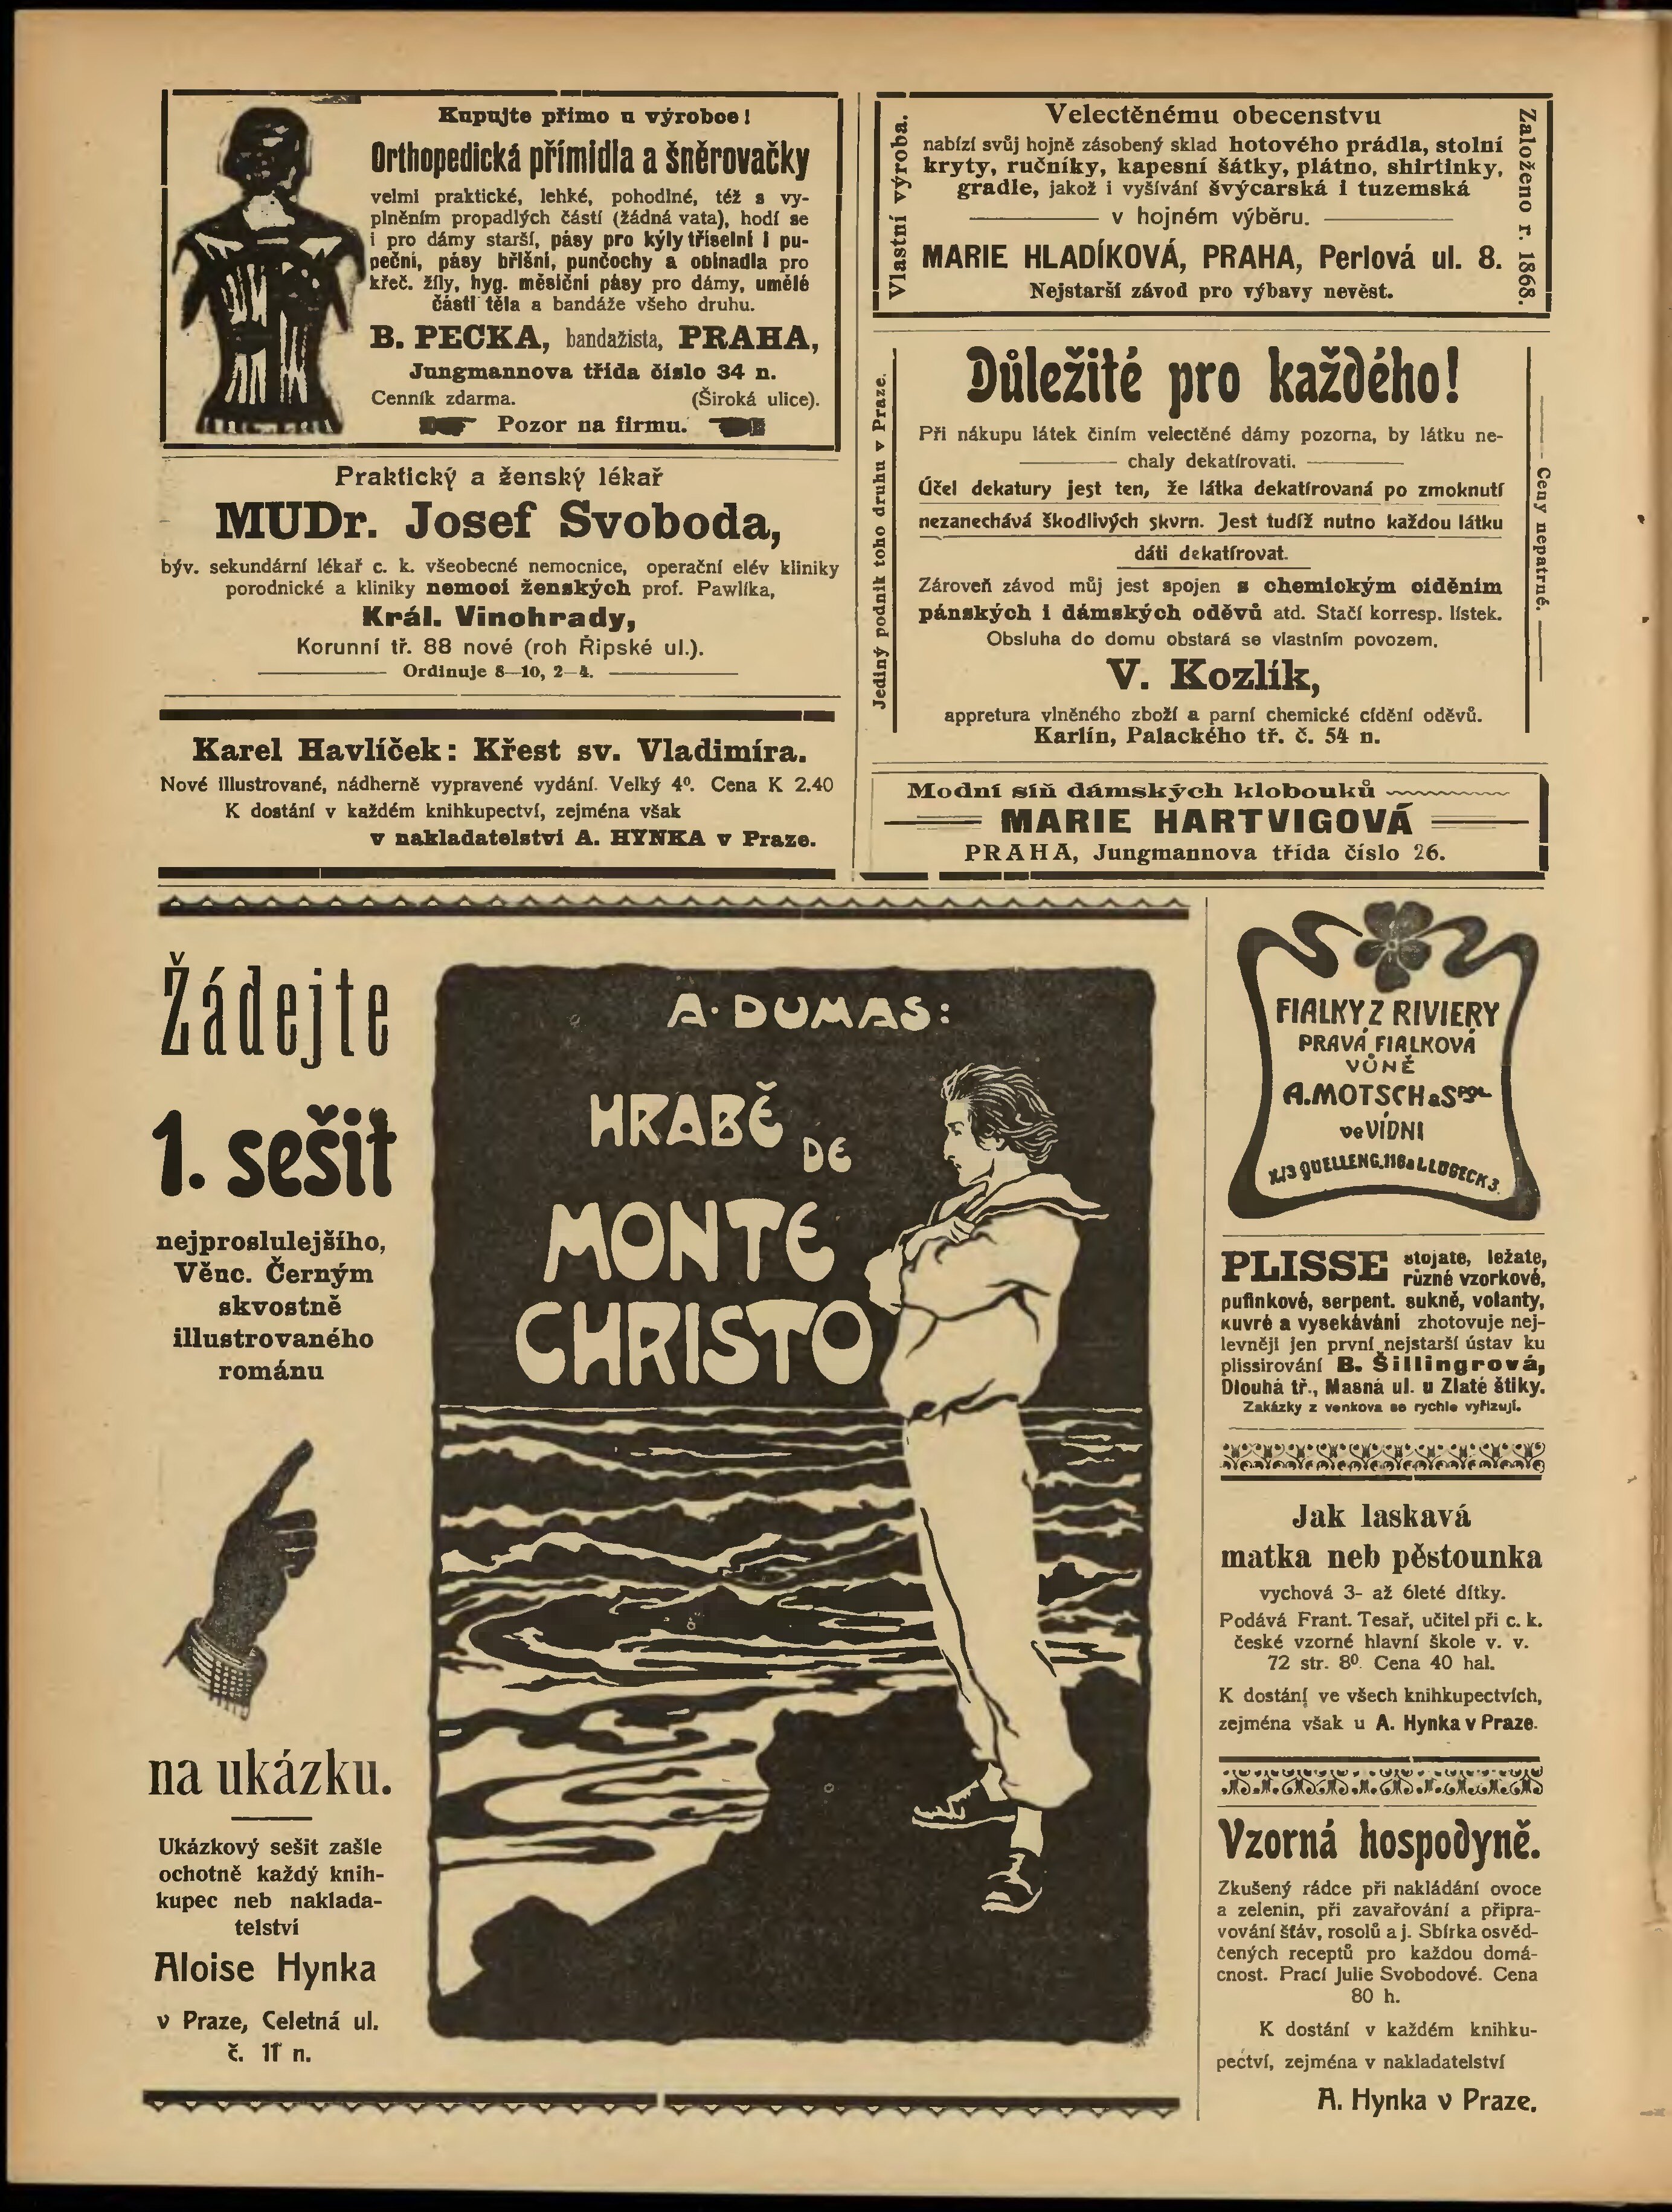 Kupujte přímo u výrobce!
Orthopedická přímidla a šněrovačky
velmi praktické, lehké, pohodlné, též s vy-
plněním propadlých částí (žádná vata), hodí se
i pro dámy starší, pásy pro kýly tříselní i pu-
peční, pásy břišní, punčochy a obinadla pro
křeč. žíly, hyg. měsíční pásy pro dámy, umělé
části těla a bandáže všeho druhu.
B. PECKA, bandažista, PRAHA,
Jungmannova třída číslo 34 n.
Cenník zdarma. (Široká ulice).
Pozor na firmu.
Praktický a ženský lékař
MUDr. Josef Svoboda,
býv. sekundární lékař c. k. všeobecné nemocnice, operační elév kliniky
porodnické a kliniky nemocí ženských prof. Pawlíka,
Král. Vinohrady,
Korunní tř. 88 nové (roh Řipské ul.).
Ordinuje 8—10, 2—4.
Karel Havlíček: Křest sv. Vladimíra.
Nové illustrované, nádherně vypravené vydání. Velký 4º. Cena K 2.40
K dostání v každém knihkupectví, zejména však
v nakladatelství A. HYNKA v Praze.
Vlastní výroba.
Velectěnému obecenstvu
nabízí svůj hojně zásobený sklad hotového prádla, stolní
kryty, ručníky, kapesní šátky, plátno, shirtinky,
gradle, jakož i vyšívání švýcarská i tuzemská
v hojném výběru.
MARIE HLADÍKOVÁ, PRAHA, Perlová ul. 8.
Nejstarší závod pro výbavy nevěst.
Založeno r. 1868.
Jediný podnik toho druhu v Praze.
Důležité pro každého!
Při nákupu látek činím velectěné dámy pozorna, by látku ne-
chaly dekatírovati.
Účel dekatury jest ten, že látka dekatírovaná po zmoknutí
nezanechává škodlivých skvrn. Jest tudíž nutno každou látku
dáti dekatírovat.
Zároveň závod můj jest spojen s chemickým cíděním
pánských i dámských oděvů atd. Stačí korresp. lístek.
Obsluha do domu obstará se vlastním povozem.
V. Kozlík,
appretura vlněného zboží a parní chemické cídění oděvů.
Karlín, Palackého tř. č. 54 n.
Ceny nepatrné.
Modní síň dámských klobouků
MARIE HARTVIGOVÁ
PRAHA, Jungmannova třída číslo 26.
Žádejte
1. sešit
nejproslulejšího,
Věnc. Černým
skvostně
illustrovaného
románu
na ukázku.
Ukázkový sešit zašle
ochotně každý knih-
kupec neb naklada-
telství
Aloise Hynka
v Praze, Celetná ul.
č. 11 n.
A. DUMAS:
HRABĚ DE
MONTE
CHRISTO
FIALKY Z RIVIERY
PRAVÁ FIALKOVÁ
VŮNĚ
A. MOTSCH & SPOL.
ve VÍDNI
X./3 QUELLENG. 116 a L. LUGECK 3.
PLISSE stojate, ležate,
různé vzorkové,
pufinkové, serpent. sukně, volanty,
kuvré a vysekávání zhotovuje nej-
levněji jen první nejstarší ústav ku
plissirování B. Šillingrová,
Dlouhá tř., Masná ul. u Zlaté štiky.
Zakázky z venkova se rychle vyřizují.
Jak laskavá
matka neb pěstounka
vychová 3- až 6leté dítky.
Podává Frant. Tesař, učitel při c. k.
české vzorné hlavní škole v. v.
72 str. 8º. Cena 40 hal.
K dostání ve všech knihkupectvích,
zejména však u A. Hynka v Praze.
Vzorná hospodyně.
Zkušený rádce při nakládání ovoce
a zelenin, při zavařování a připra-
vování šťáv, rosolů a j. Sbírka osvěd-
čených receptů pro každou domá-
cnost. Prací Julie Svobodové. Cena
80 h.
K dostání v každém knihku-
pectví, zejména v nakladatelství
A. Hynka v Praze.